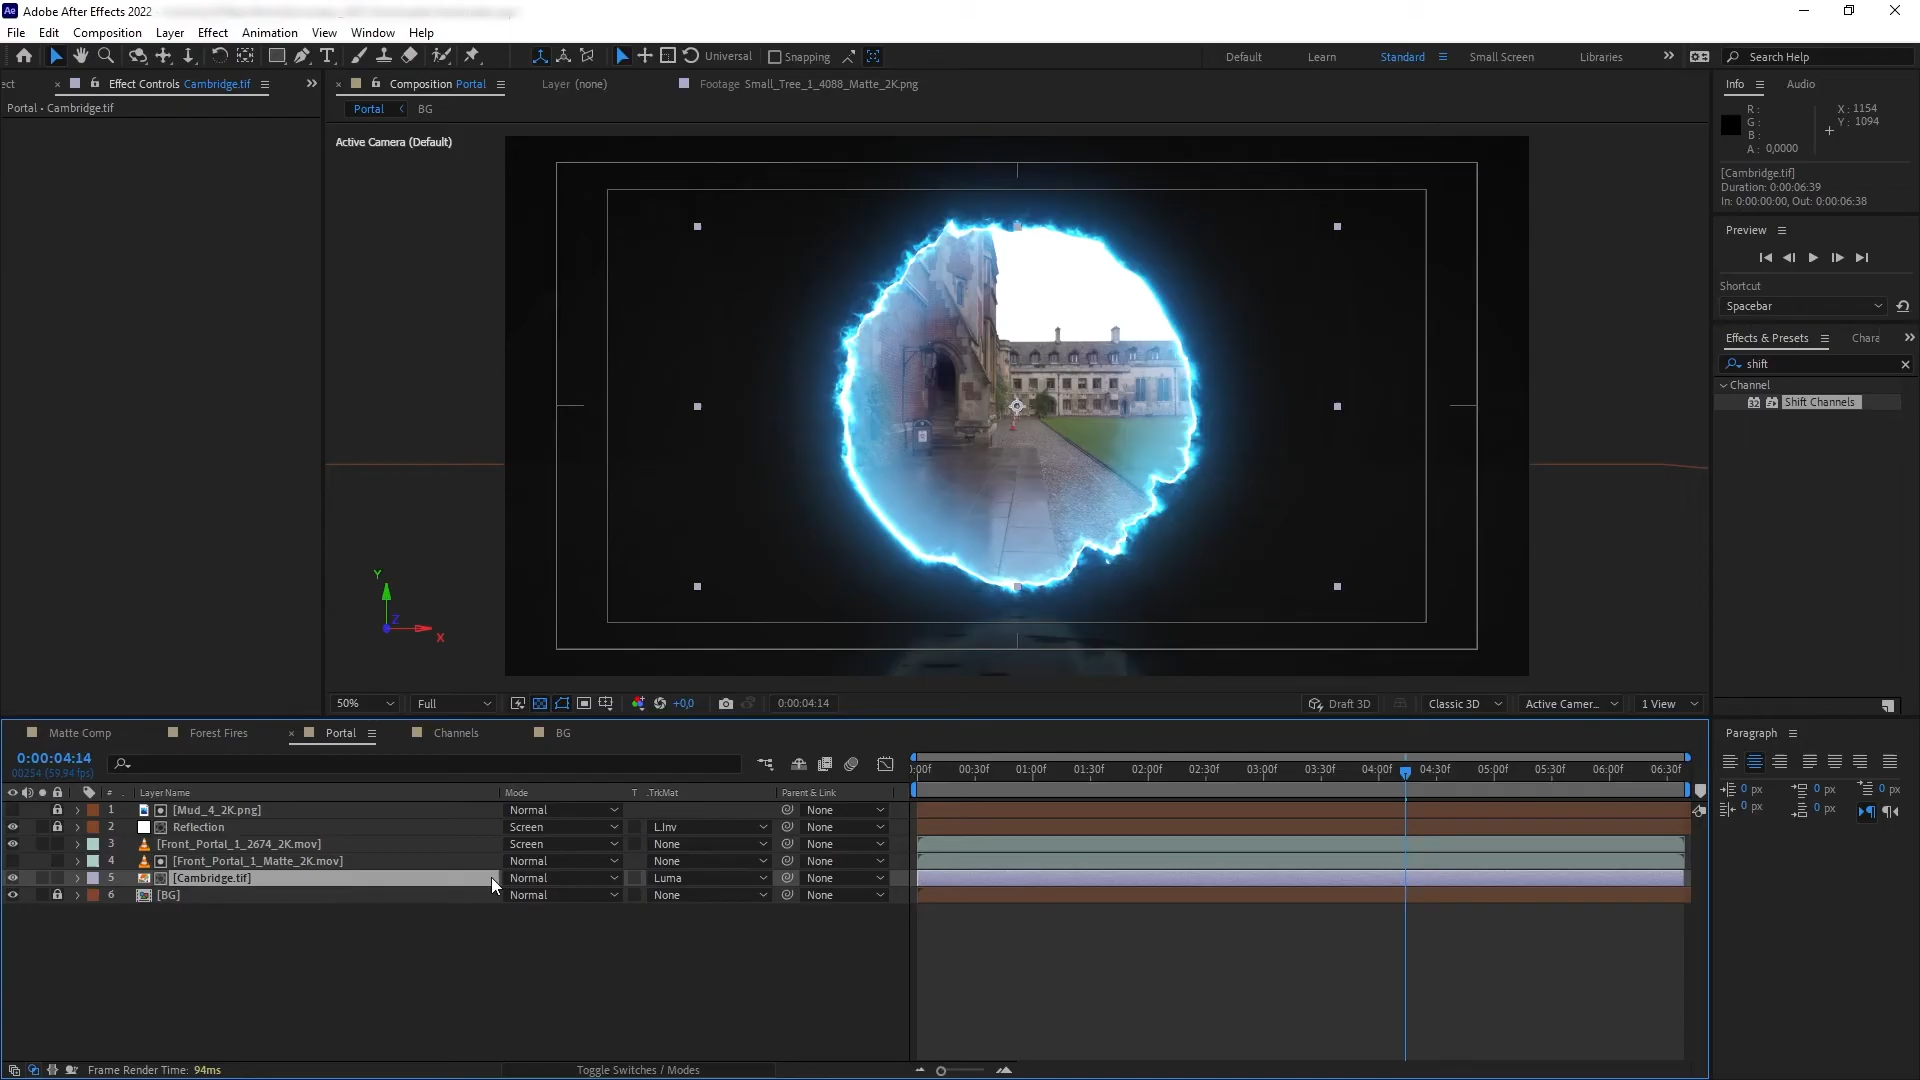 Ae Adobe After Effects 2022
File Edit Composition Layer Effect Animation View Window Help
Universal Snapping Default Learn Standard Small Screen Libraries Search Help
ect Effect Controls Cambridge.tif
Composition Portal Layer (none) Footage Small_Tree_1_4088_Matte_2K.png
Info Audio
Portal • Cambridge.tif
Portal BG
R :
G :
B :
A : 0,0000
X : 1154
Y : 1094
Active Camera (Default)
[Cambridge.tif]
Duration: 0:00:06:39
In: 0:00:00:00, Out: 0:00:06:38
Preview
Shortcut
Spacebar
Effects & Presets Chara
shift
Channel
32 Shift Channels
Y
Z
X
50% Full +0,0 0:00:04:14 Draft 3D Classic 3D Active Camer... 1 View
Matte Comp Forest Fires Portal Channels BG
Paragraph
0:00:04:14
00254 (59.94 fps)
:00f 00:30f 01:00f 01:30f 02:00f 02:30f 03:00f 03:30f 04:00f 04:30f 05:00f 05:30f 06:00f 06:30f
0 px 0 px 0 px
0 px 0 px
# Layer Name Mode T .TrkMat Parent & Link
1 [Mud_4_2K.png] Normal None
2 Reflection Screen L.Inv None
3 [Front_Portal_1_2674_2K.mov] Screen None None
4 [Front_Portal_1_Matte_2K.mov] Normal None None
5 [Cambridge.tif] Normal Luma None
6 [BG] Normal None None
Frame Render Time: 94ms Toggle Switches / Modes